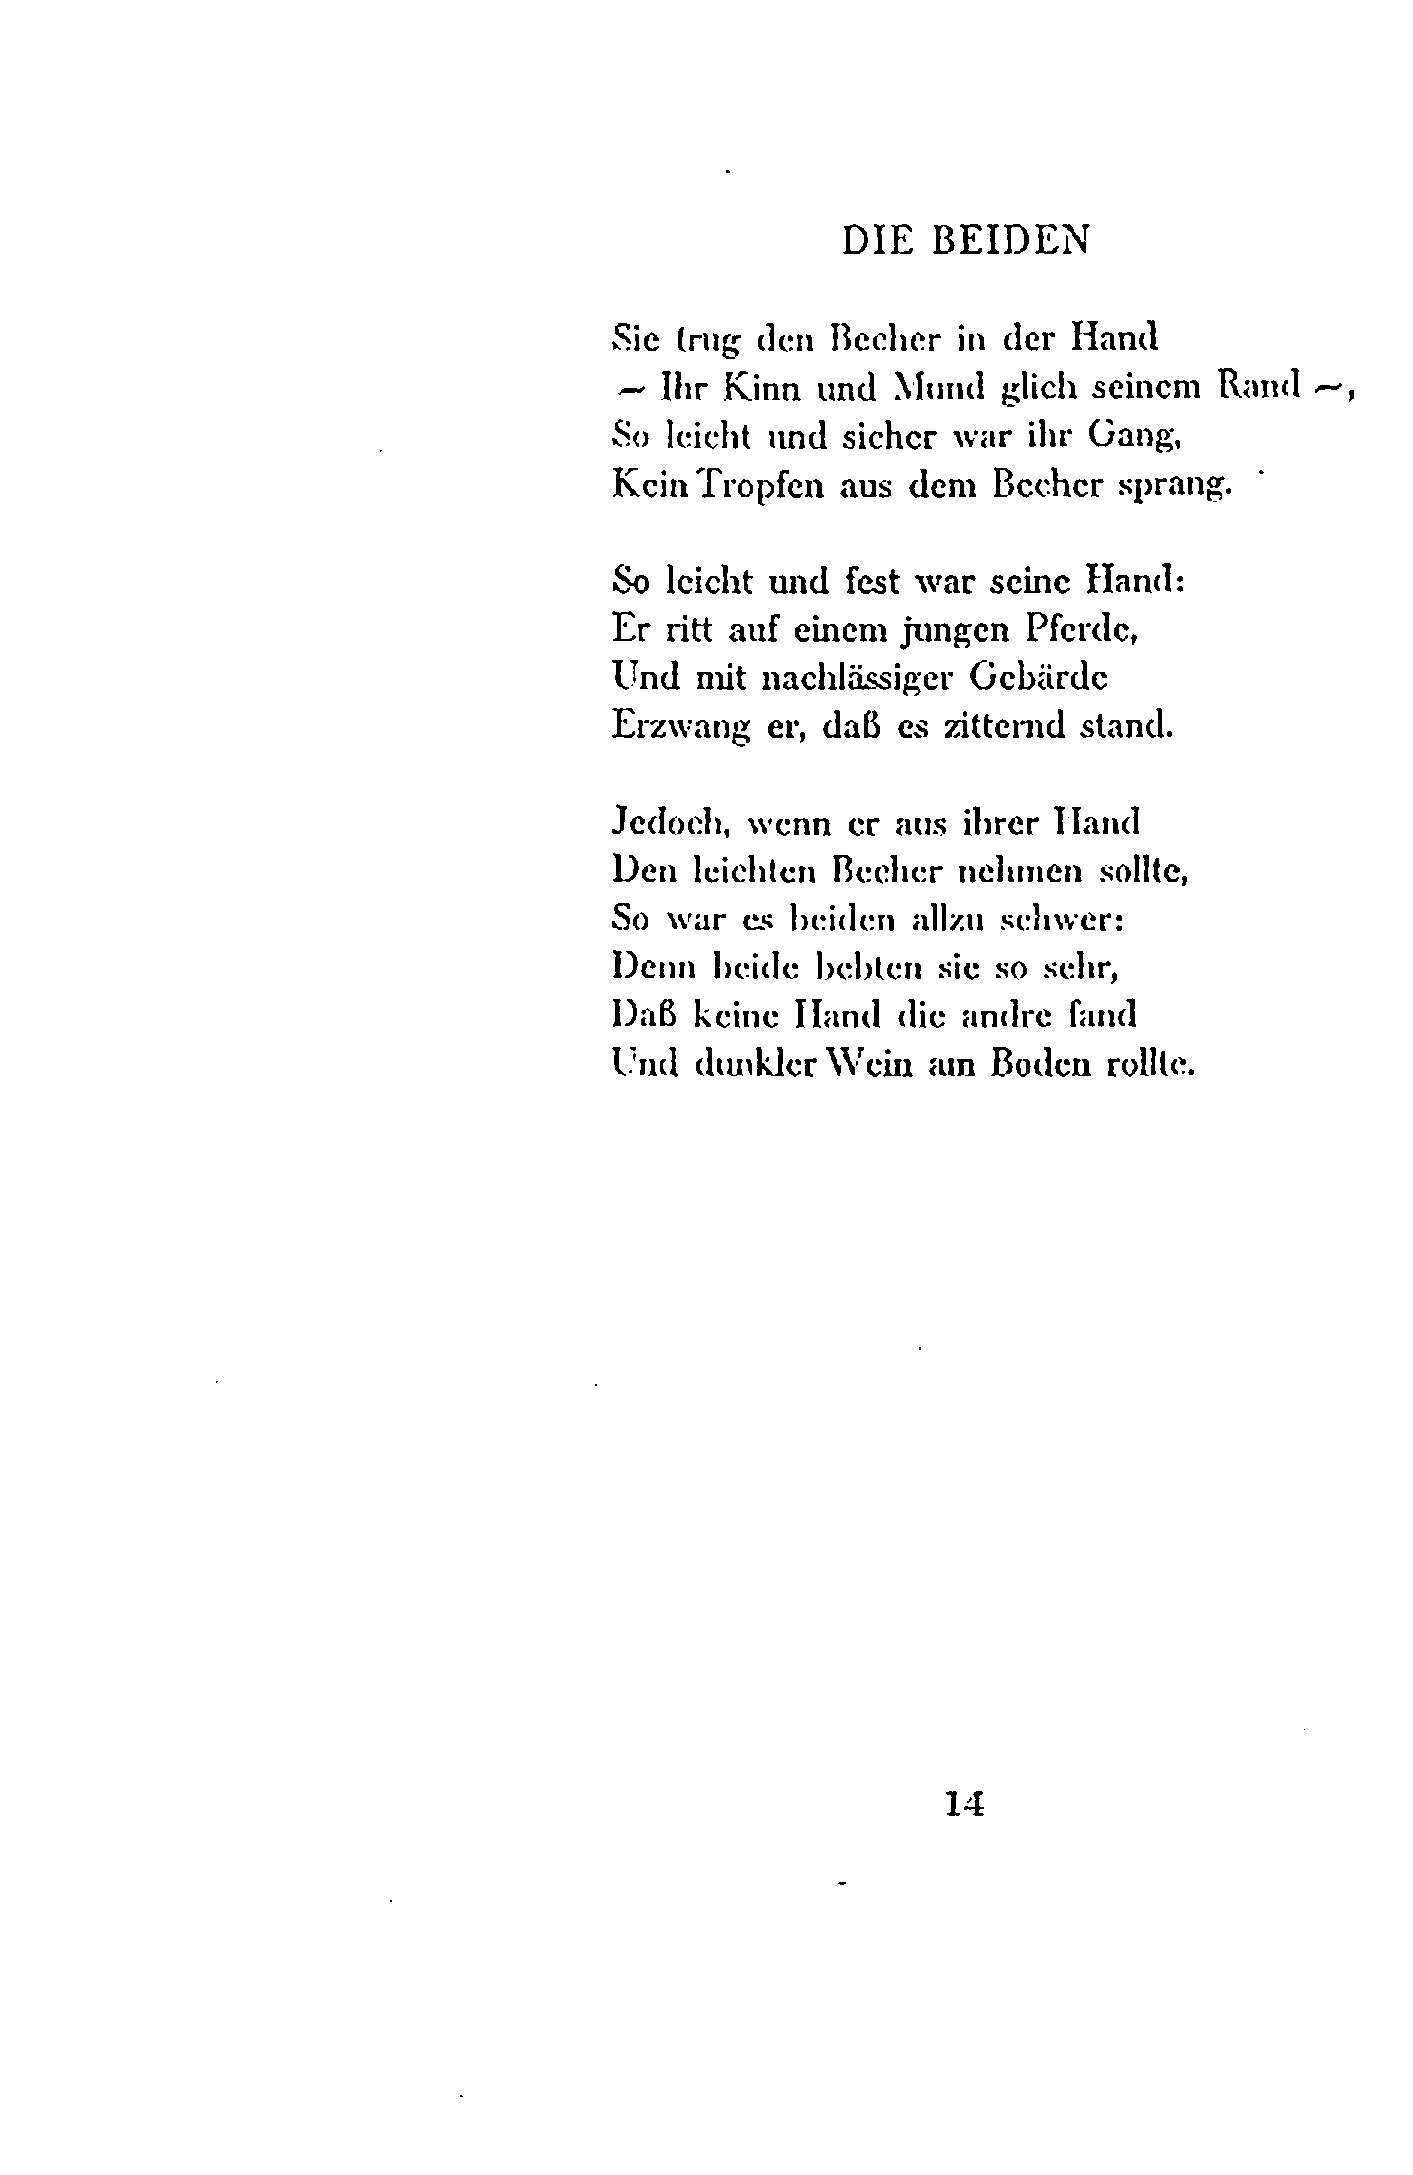 DIE BEIDEN
Sie trug den Becher in der Hand
— Ihr Kinn und Mund glich seinem Rand —,
So leicht und sicher war ihr Gang,
Kein Tropfen aus dem Becher sprang.
So leicht und fest war seine Hand:
Er ritt auf einem jungen Pferde,
Und mit nachlässiger Gebärde
Erzwang er, daß es zitternd stand.
Jedoch, wenn er aus ihrer Hand
Den leichten Becher nehmen sollte,
So war es beiden allzu schwer:
Denn beide bebten sie so sehr,
Daß keine Hand die andre fand
Und dunkler Wein am Boden rollte.
14